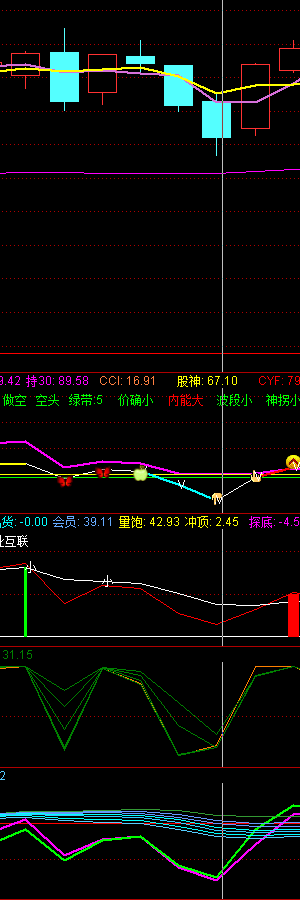 9.42 持30: 89.58 CCI: 16.91 股神: 67.10 CYF: 79
做空 空头 绿带:5 价确小 内能大 波段小 神拐小
货: -0.00 会员: 39.11 量饱: 42.93 冲顶: 2.45 探底: -4.5
业互联
小 小
31.15
2